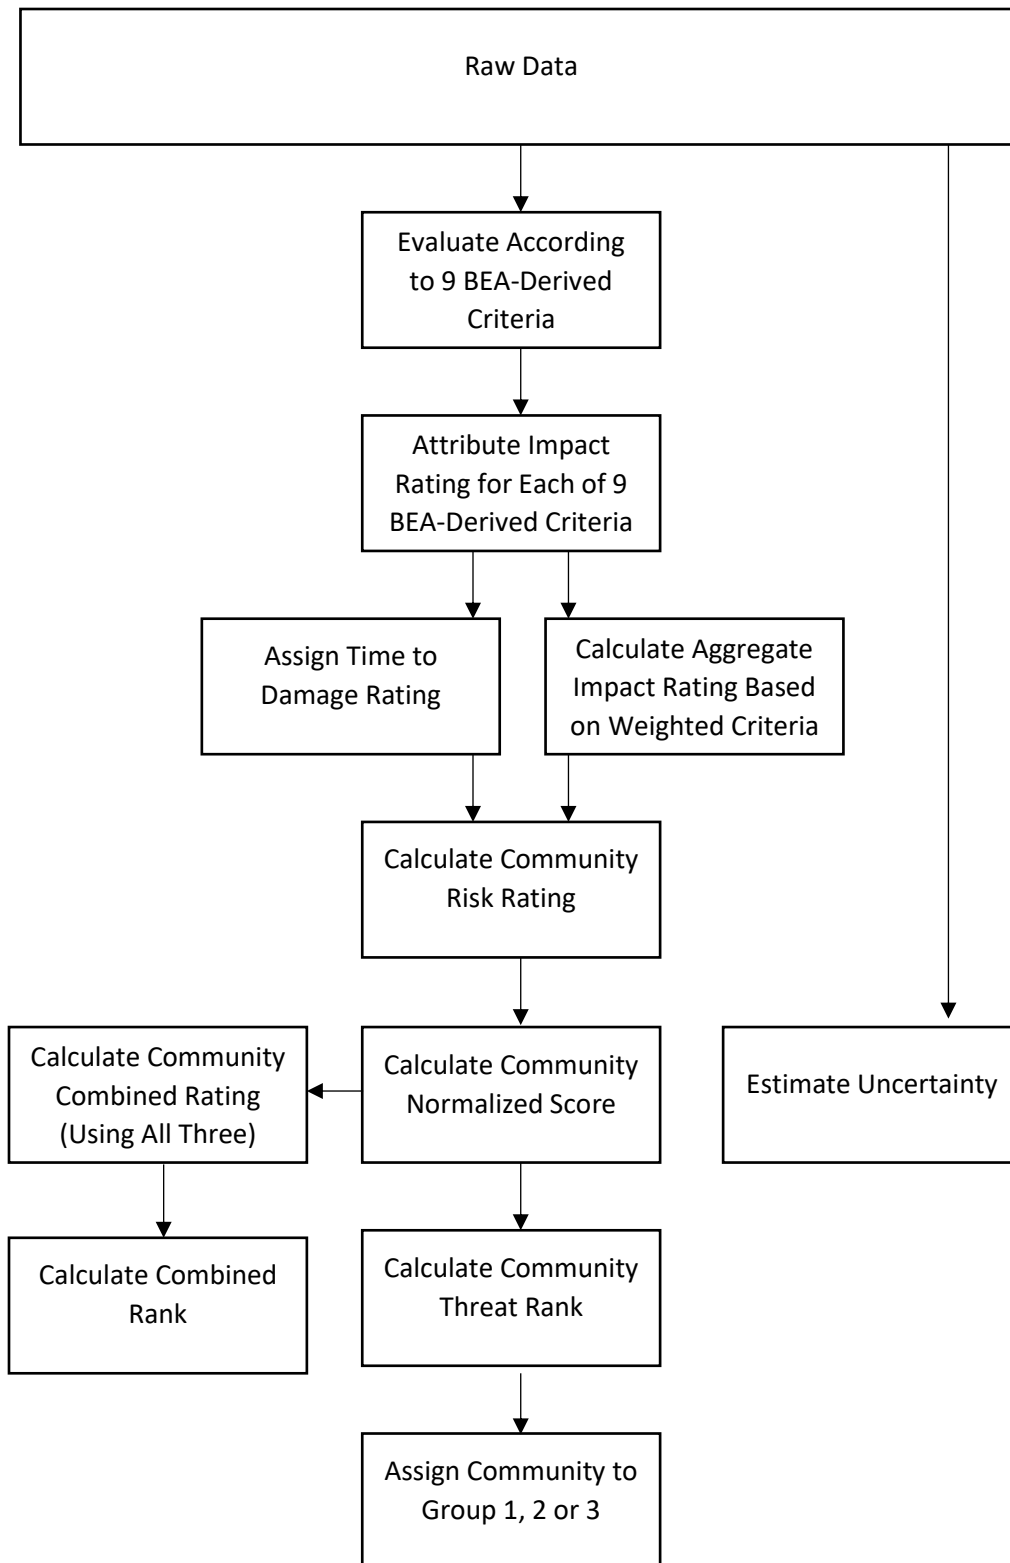 Raw Data
Evaluate According
to 9 BEA-Derived
Criteria
Attribute Impact
Rating for Each of 9
BEA-Derived Criteria
Assign Time to
Damage Rating
Calculate Aggregate
Impact Rating Based
on Weighted Criteria
Calculate Community
Risk Rating
Calculate Community
Combined Rating
(Using All Three)
Calculate Community
Normalized Score
Estimate Uncertainty
Calculate Combined
Rank
Calculate Community
Threat Rank
Assign Community to
Group 1, 2 or 3